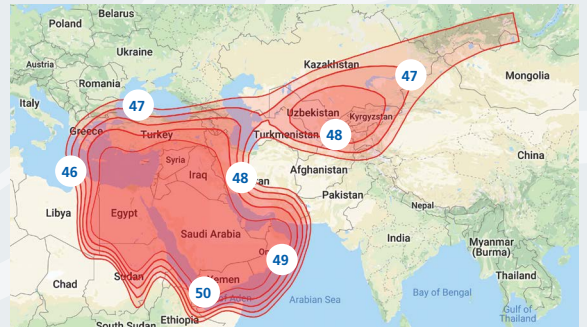 Belarus
Poland
Ukraine
Austria
Kazakhstan
47
Mongolia
Romania
Italy
47
Uzbekistan
Kyrgyzstan
Greece
Turkey
Turkmenistan
48
China
Syria
46
Iraq
48
Afghanistan
Pakistan
Libya
Egypt
Nepal
Saudi Arabia
India
Myanmar
(Burma)
49
Chad
Sudan
Thailand
50
Arabian Sea
Bay of Bengal
Gulf of
Thailand
South Sudan
Ethiopia